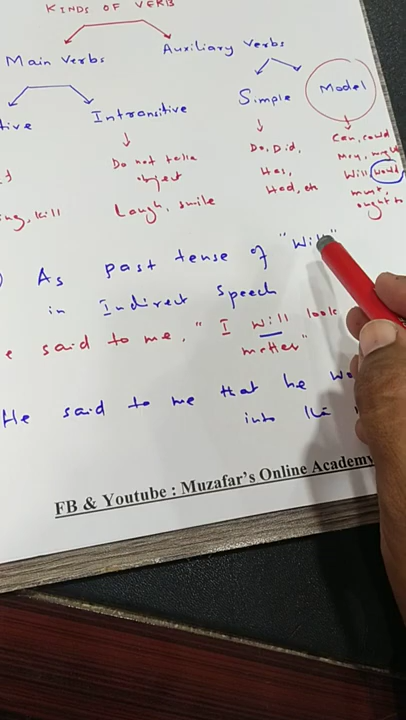 KINDS OF VERB
Main Verbs
Auxiliary Verbs
Intransitive
Simple
Model
Do not take
object
Laugh, smile
Do, Did,
Has,
Had, etc
Can, could
May,
Will would
must,
ought to
kill
As past tense of "Will"
in Indirect Speech
said to me, "I will look
matter"
He said to me that he
into the
FB & Youtube : Muzafar's Online Academy